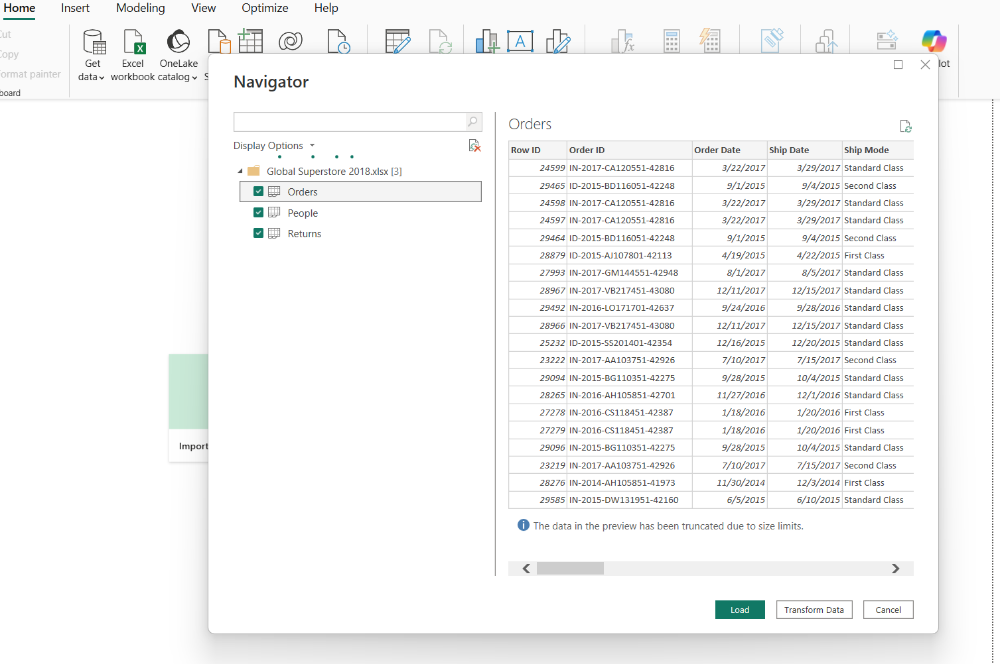 Home Insert Modeling View Optimize Help
Cut
Copy
Format painter
board
Get
data
Excel
workbook
OneLake
catalog
S
lot
Import
Navigator
Display Options
Global Superstore 2018.xlsx [3]
Orders
People
Returns
Orders
Row ID Order ID Order Date Ship Date Ship Mode
24599 IN-2017-CA120551-42816 3/22/2017 3/29/2017 Standard Class
29465 ID-2015-BD116051-42248 9/1/2015 9/4/2015 Second Class
24598 IN-2017-CA120551-42816 3/22/2017 3/29/2017 Standard Class
24597 IN-2017-CA120551-42816 3/22/2017 3/29/2017 Standard Class
29464 ID-2015-BD116051-42248 9/1/2015 9/4/2015 Second Class
28879 ID-2015-AJ107801-42113 4/19/2015 4/22/2015 First Class
27993 IN-2017-GM144551-42948 8/1/2017 8/5/2017 Standard Class
28967 IN-2017-VB217451-43080 12/11/2017 12/15/2017 Standard Class
29492 IN-2016-LO171701-42637 9/24/2016 9/28/2016 Standard Class
28966 IN-2017-VB217451-43080 12/11/2017 12/15/2017 Standard Class
25232 ID-2015-SS201401-42354 12/16/2015 12/20/2015 Standard Class
23222 IN-2017-AA103751-42926 7/10/2017 7/15/2017 Second Class
29094 IN-2015-BG110351-42275 9/28/2015 10/4/2015 Standard Class
28265 IN-2016-AH105851-42701 11/27/2016 12/1/2016 Standard Class
27278 IN-2016-CS118451-42387 1/18/2016 1/20/2016 First Class
27279 IN-2016-CS118451-42387 1/18/2016 1/20/2016 First Class
29096 IN-2015-BG110351-42275 9/28/2015 10/4/2015 Standard Class
23219 IN-2017-AA103751-42926 7/10/2017 7/15/2017 Second Class
28276 IN-2014-AH105851-41973 11/30/2014 12/3/2014 First Class
29585 IN-2015-DW131951-42160 6/5/2015 6/10/2015 Standard Class
The data in the preview has been truncated due to size limits.
Load Transform Data Cancel